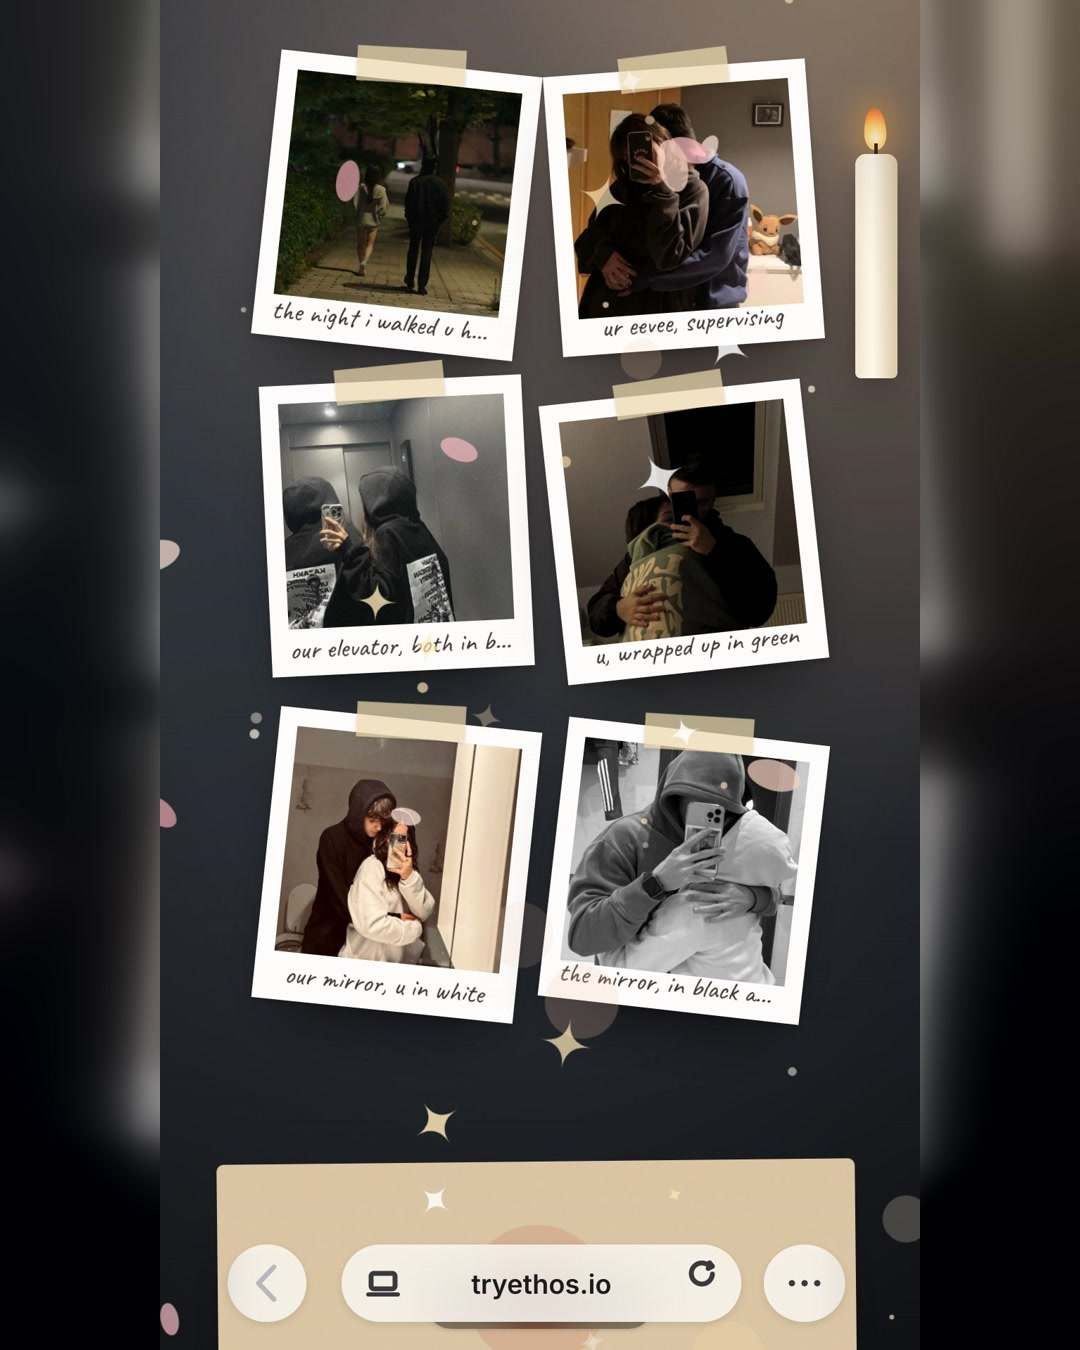 the night i walked u h...
ur eevee, supervising
our elevator, both in b...
u, wrapped up in green
our mirror, u in white
the mirror, in black a...
tryethos.io